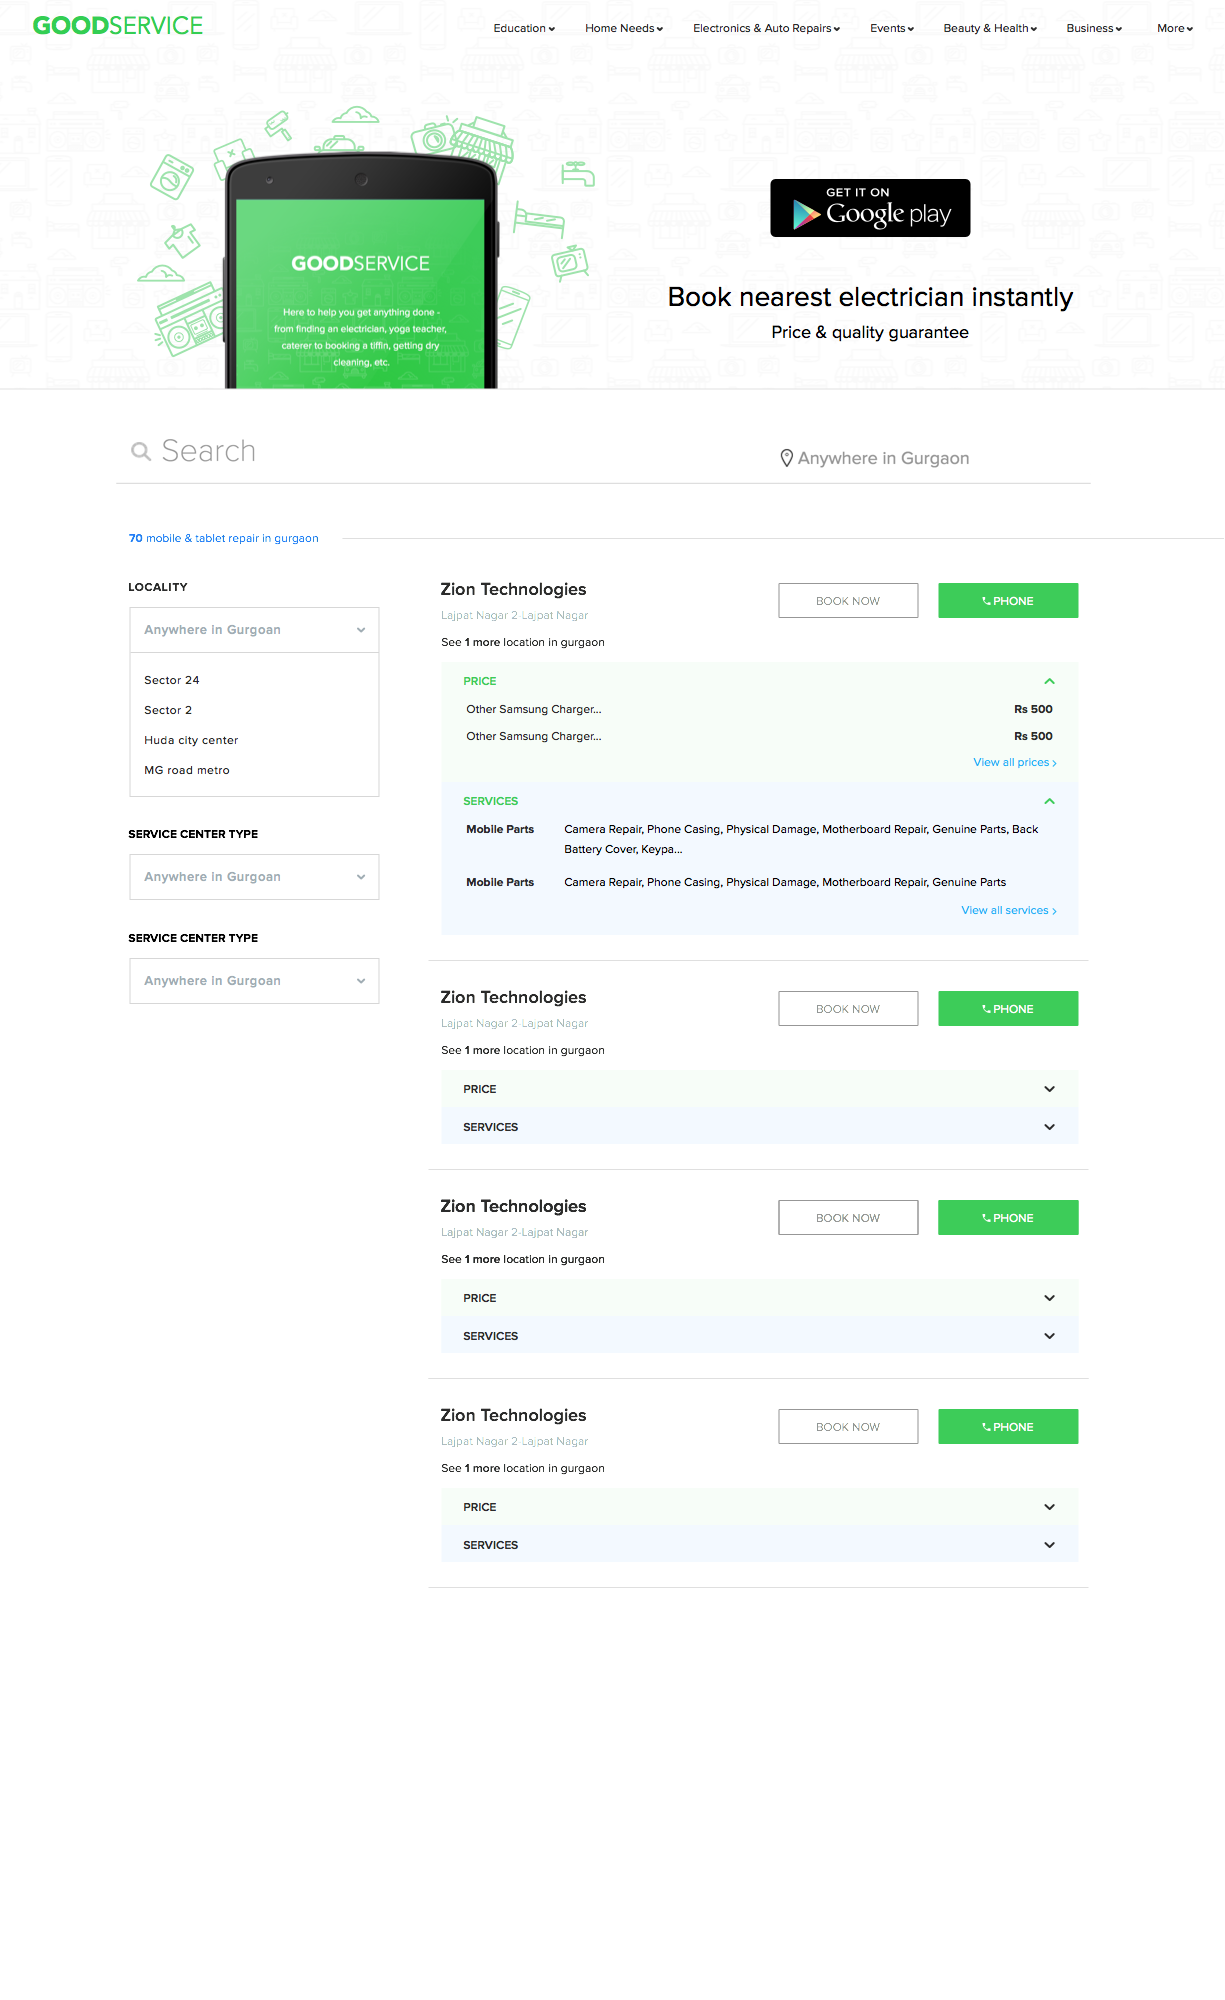 GOODSERVICE
Education
Home Needs
Electronics & Auto Repairs
Events
Beauty & Health
Business
More
GOODSERVICE
Here to help you get anything done -
from finding an electrician, yoga teacher,
caterer to booking a tiffin, getting dry
cleaning, etc.
GET IT ON
Google play
Book nearest electrician instantly
Price & quality guarantee
Search
Anywhere in Gurgaon
70 mobile & tablet repair in gurgaon
LOCALITY
Anywhere in Gurgoan
Sector 24
Sector 2
Huda city center
MG road metro
SERVICE CENTER TYPE
Anywhere in Gurgoan
SERVICE CENTER TYPE
Anywhere in Gurgoan
Zion Technologies
Lajpat Nagar 2-Lajpat Nagar
See 1 more location in gurgaon
BOOK NOW
PHONE
PRICE
Other Samsung Charger... Rs 500
Other Samsung Charger... Rs 500
View all prices
SERVICES
Mobile Parts Camera Repair, Phone Casing, Physical Damage, Motherboard Repair, Genuine Parts, Back
Battery Cover, Keypa...
Mobile Parts Camera Repair, Phone Casing, Physical Damage, Motherboard Repair, Genuine Parts
View all services
Zion Technologies
Lajpat Nagar 2-Lajpat Nagar
See 1 more location in gurgaon
BOOK NOW
PHONE
PRICE
SERVICES
Zion Technologies
Lajpat Nagar 2-Lajpat Nagar
See 1 more location in gurgaon
BOOK NOW
PHONE
PRICE
SERVICES
Zion Technologies
Lajpat Nagar 2-Lajpat Nagar
See 1 more location in gurgaon
BOOK NOW
PHONE
PRICE
SERVICES